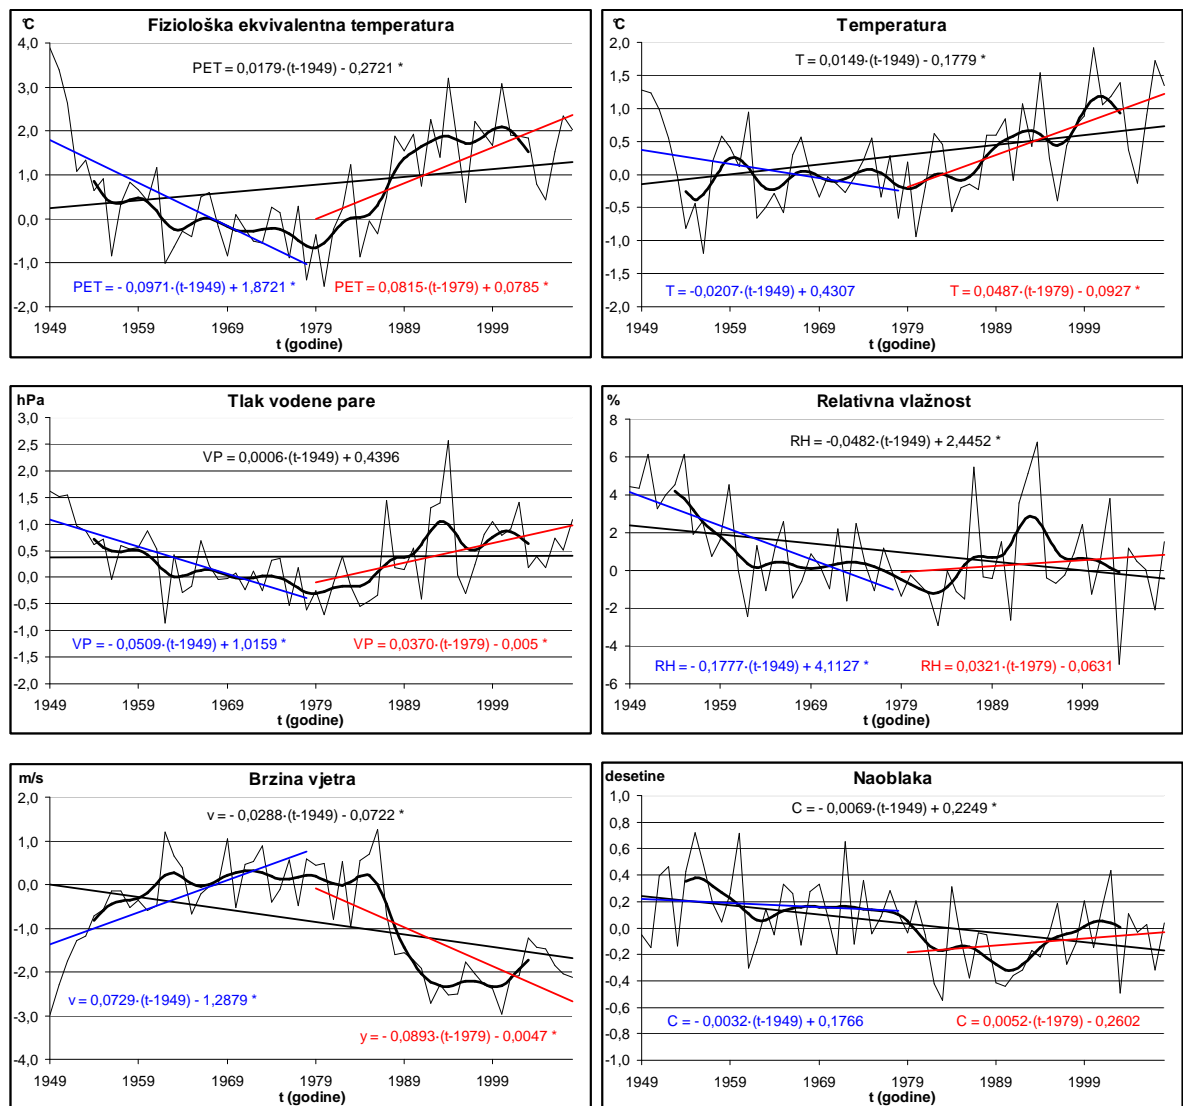 °C
Fiziološka ekvivalentna temperatura
4,0
PET = 0,0179·(t-1949) - 0,2721 *
3,0
2,0
1,0
0,0
-1,0
PET = - 0,0971·(t-1949) + 1,8721 *
PET = 0,0815·(t-1979) + 0,0785 *
-2,0
1949 1959 1969 1979 1989 1999
t (godine)
°C
Temperatura
2,0
T = 0,0149·(t-1949) - 0,1779 *
1,5
1,0
0,5
0,0
-0,5
-1,0
-1,5
T = -0,0207·(t-1949) + 0,4307
T = 0,0487·(t-1979) - 0,0927 *
-2,0
1949 1959 1969 1979 1989 1999
t (godine)
hPa
Tlak vodene pare
3,0
2,5
VP = 0,0006·(t-1949) + 0,4396
2,0
1,5
1,0
0,5
0,0
-0,5
-1,0
VP = - 0,0509·(t-1949) + 1,0159 *
VP = 0,0370·(t-1979) - 0,005 *
-1,5
-2,0
1949 1959 1969 1979 1989 1999
t (godine)
%
Relativna vlažnost
8
RH = -0,0482·(t-1949) + 2,4452 *
6
4
2
0
-2
-4
RH = - 0,1777·(t-1949) + 4,1127 *
RH = 0,0321·(t-1979) - 0,0631
-6
1949 1959 1969 1979 1989 1999
t (godine)
m/s
Brzina vjetra
2,0
v = - 0,0288·(t-1949) - 0,0722 *
1,0
0,0
-1,0
-2,0
v = 0,0729·(t-1949) - 1,2879 *
-3,0
y = - 0,0893·(t-1979) - 0,0047 *
-4,0
1949 1959 1969 1979 1989 1999
t (godine)
desetine
Naoblaka
1,0
C = - 0,0069·(t-1949) + 0,2249 *
0,8
0,6
0,4
0,2
0,0
-0,2
-0,4
-0,6
C = - 0,0032·(t-1949) + 0,1766
C = 0,0052·(t-1979) - 0,2602
-0,8
-1,0
1949 1959 1969 1979 1989 1999
t (godine)